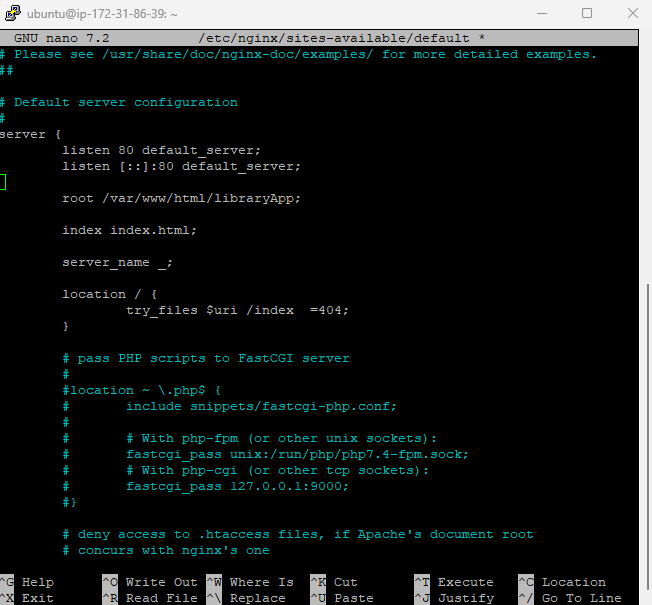 ubuntu@ip-172-31-86-39: ~
GNU nano 7.2 /etc/nginx/sites-available/default *
# Please see /usr/share/doc/nginx-doc/examples/ for more detailed examples.
##

# Default server configuration
#
server {
        listen 80 default_server;
        listen [::]:80 default_server;

        root /var/www/html/libraryApp;

        index index.html;

        server_name _;

        location / {
                try_files $uri /index  =404;
        }

        # pass PHP scripts to FastCGI server
        #
        #location ~ \.php$ {
        #       include snippets/fastcgi-php.conf;
        #
        #       # With php-fpm (or other unix sockets):
        #       fastcgi_pass unix:/run/php/php7.4-fpm.sock;
        #       # With php-cgi (or other tcp sockets):
        #       fastcgi_pass 127.0.0.1:9000;
        #}

        # deny access to .htaccess files, if Apache's document root
        # concurs with nginx's one

^G Help ^O Write Out ^W Where Is ^K Cut ^T Execute ^C Location
^X Exit ^R Read File ^\ Replace ^U Paste ^J Justify ^/ Go To Line